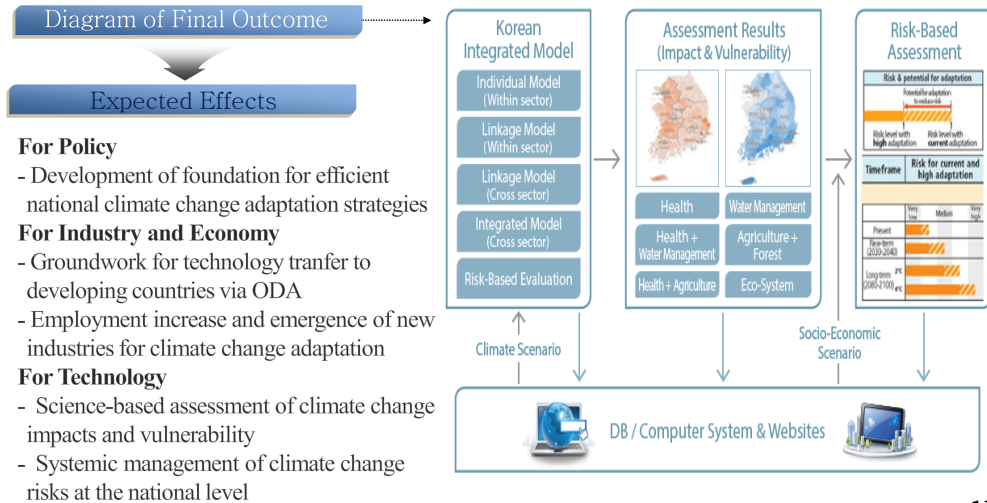 Diagram of Final Outcome
Expected Effects
For Policy
- Development of foundation for efficient
national climate change adaptation strategies
For Industry and Economy
- Groundwork for technology tranfer to
developing countries via ODA
- Employment increase and emergence of new
industries for climate change adaptation
For Technology
- Science-based assessment of climate change
impacts and vulnerability
- Systemic management of climate change
risks at the national level
Korean
Integrated Model
Individual Model
(Within sector)
Linkage Model
(Within sector)
Linkage Model
(Cross sector)
Integrated Model
(Cross sector)
Risk-Based Evaluation
Assessment Results
(Impact & Vulnerability)
Health
Water Management
Health +
Water Management
Agriculture +
Forest
Health + Agriculture
Eco-System
Risk-Based
Assessment
Risk & potential for adaptation
Potential for adaptation
to reduce risk
Risk level with
high adaptation
Risk level with
current adaptation
Timeframe
Risk for current and
high adaptation
Very
low
Medium
Very
high
Present
Near-term
(2030-2040)
Long-term
(2080-2100)
2°C
4°C
Climate Scenario
Socio-Economic
Scenario
DB / Computer System & Websites